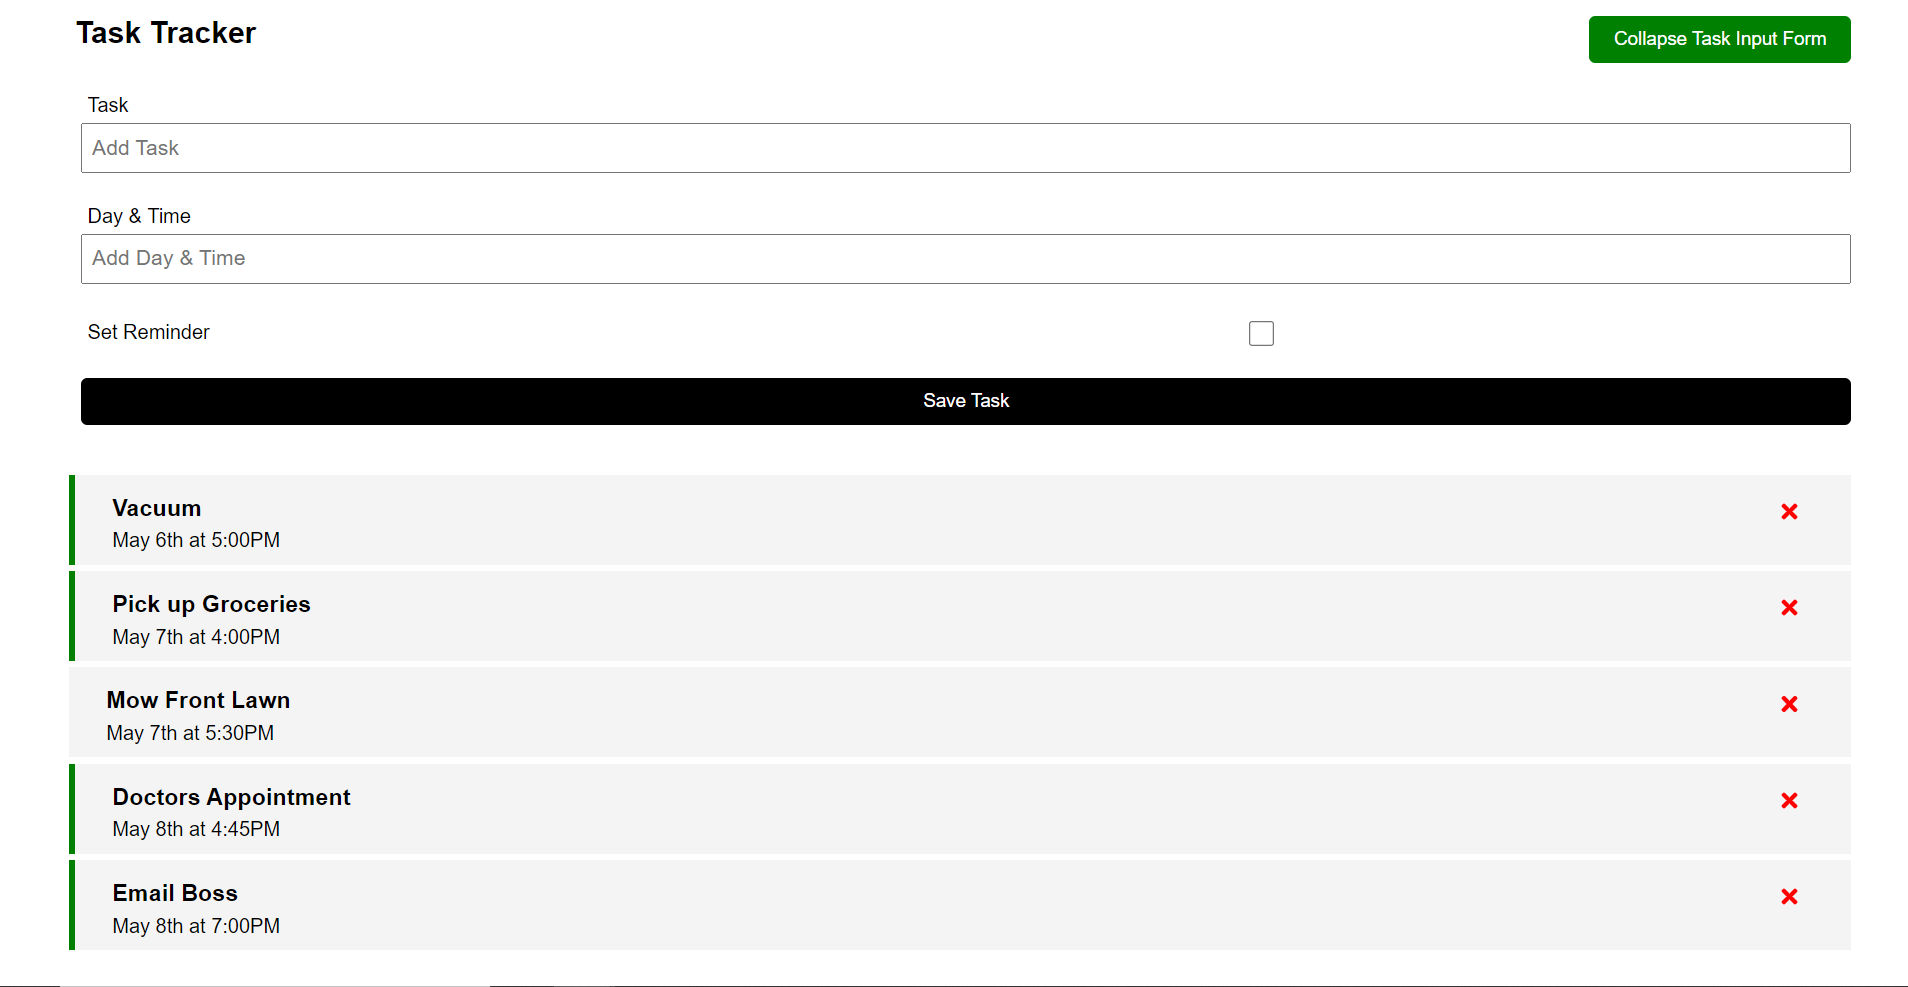 Task Tracker
Collapse Task Input Form
Task
Add Task
Day & Time
Add Day & Time
Set Reminder
Save Task
Vacuum
May 6th at 5:00PM
Pick up Groceries
May 7th at 4:00PM
Mow Front Lawn
May 7th at 5:30PM
Doctors Appointment
May 8th at 4:45PM
Email Boss
May 8th at 7:00PM